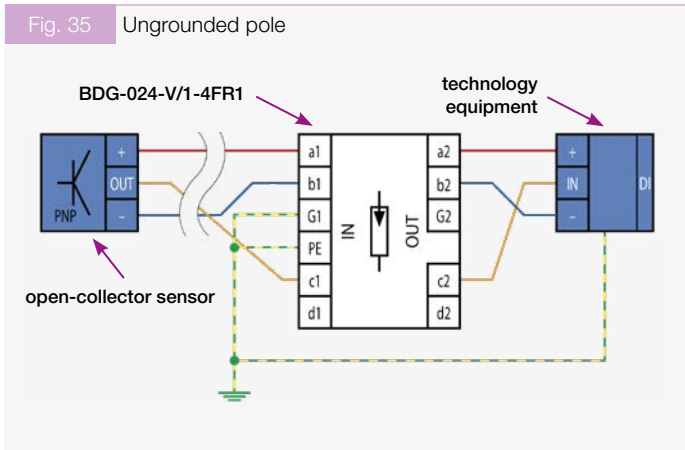 Fig. 35 Ungrounded pole
BDG-024-V/1-4FR1
technology
equipment
+ a1 a2 +
OUT b1 b2 IN DI
PNP - G1 IN OUT G2 -
PE
open-collector sensor
c1 c2
d1 d2